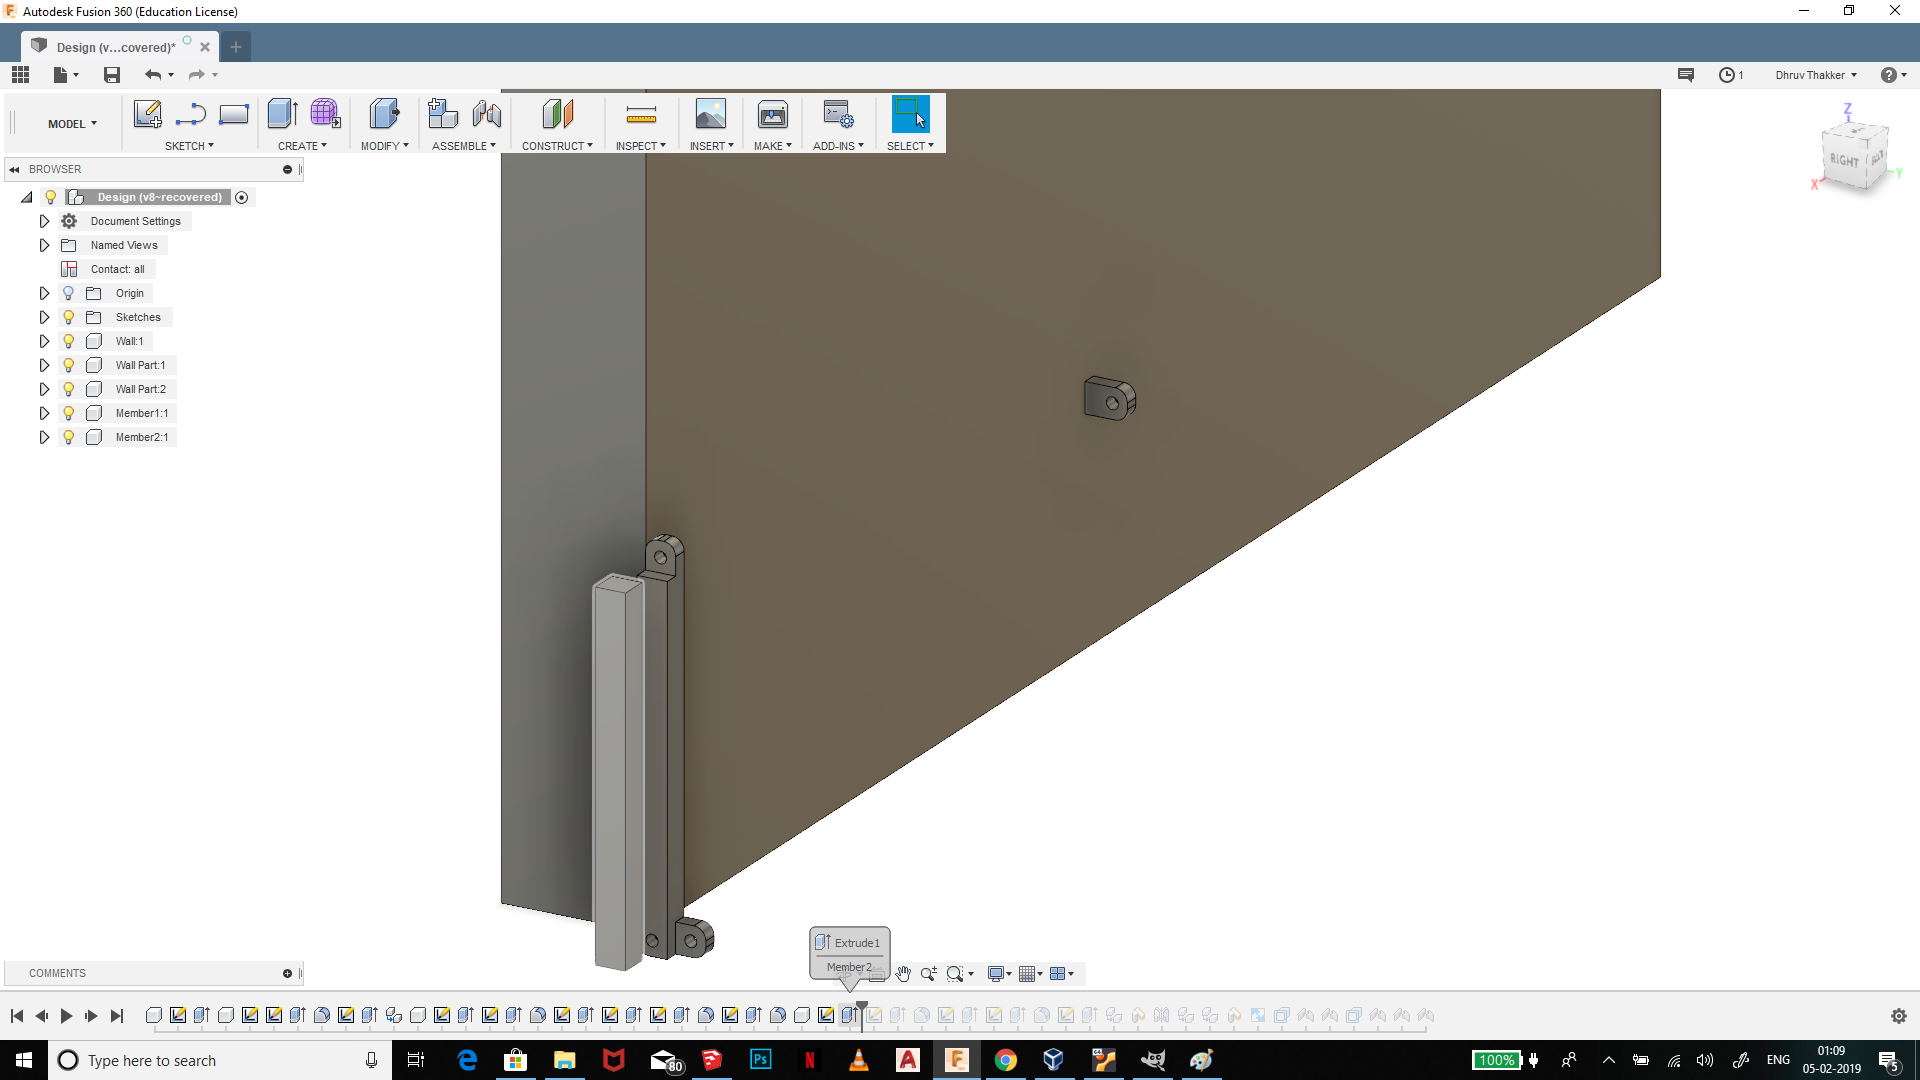 Autodesk Fusion 360 (Education License)
Design (v...covered)*
1
Dhruv Thakker
MODEL
SKETCH
CREATE
MODIFY
ASSEMBLE
CONSTRUCT
INSPECT
INSERT
MAKE
ADD-INS
SELECT
Z
RIGHT
X
Y
BROWSER
Design (v8~recovered)
Document Settings
Named Views
Contact: all
Origin
Sketches
Wall:1
Wall Part:1
Wall Part:2
Member1:1
Member2:1
Extrude1
Member2
COMMENTS
Type here to search
80
Ps
100%
ENG
01:09
05-02-2019
5